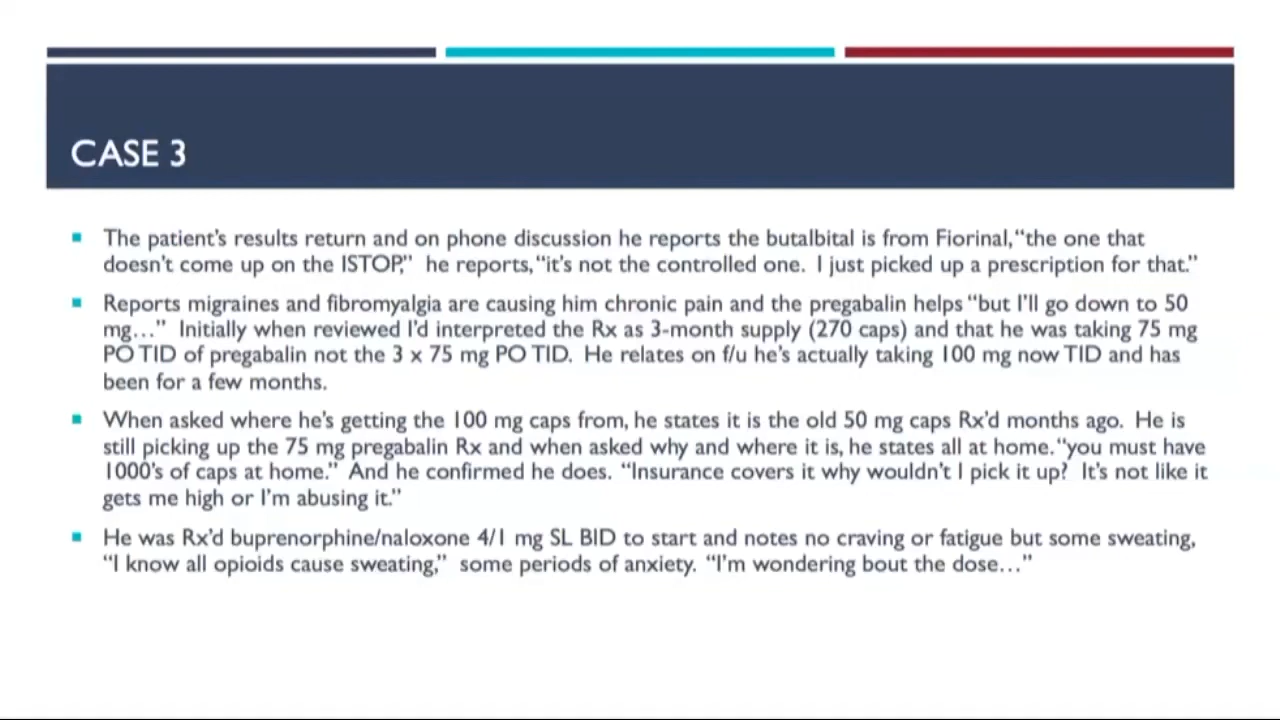 CASE 3
The patient's results return and on phone discussion he reports the butalbital is from Fiorinal, "the one that
doesn't come up on the ISTOP," he reports, "it's not the controlled one. I just picked up a prescription for that."
Reports migraines and fibromyalgia are causing him chronic pain and the pregabalin helps "but I'll go down to 50
mg…" Initially when reviewed I'd interpreted the Rx as 3-month supply (270 caps) and that he was taking 75 mg
PO TID of pregabalin not the 3 x 75 mg PO TID. He relates on f/u he's actually taking 100 mg now TID and has
been for a few months.
When asked where he's getting the 100 mg caps from, he states it is the old 50 mg caps Rx'd months ago. He is
still picking up the 75 mg pregabalin Rx and when asked why and where it is, he states all at home. "you must have
1000's of caps at home." And he confirmed he does. "Insurance covers it why wouldn't I pick it up? It's not like it
gets me high or I'm abusing it."
He was Rx'd buprenorphine/naloxone 4/1 mg SL BID to start and notes no craving or fatigue but some sweating,
"I know all opioids cause sweating," some periods of anxiety. "I'm wondering bout the dose…"